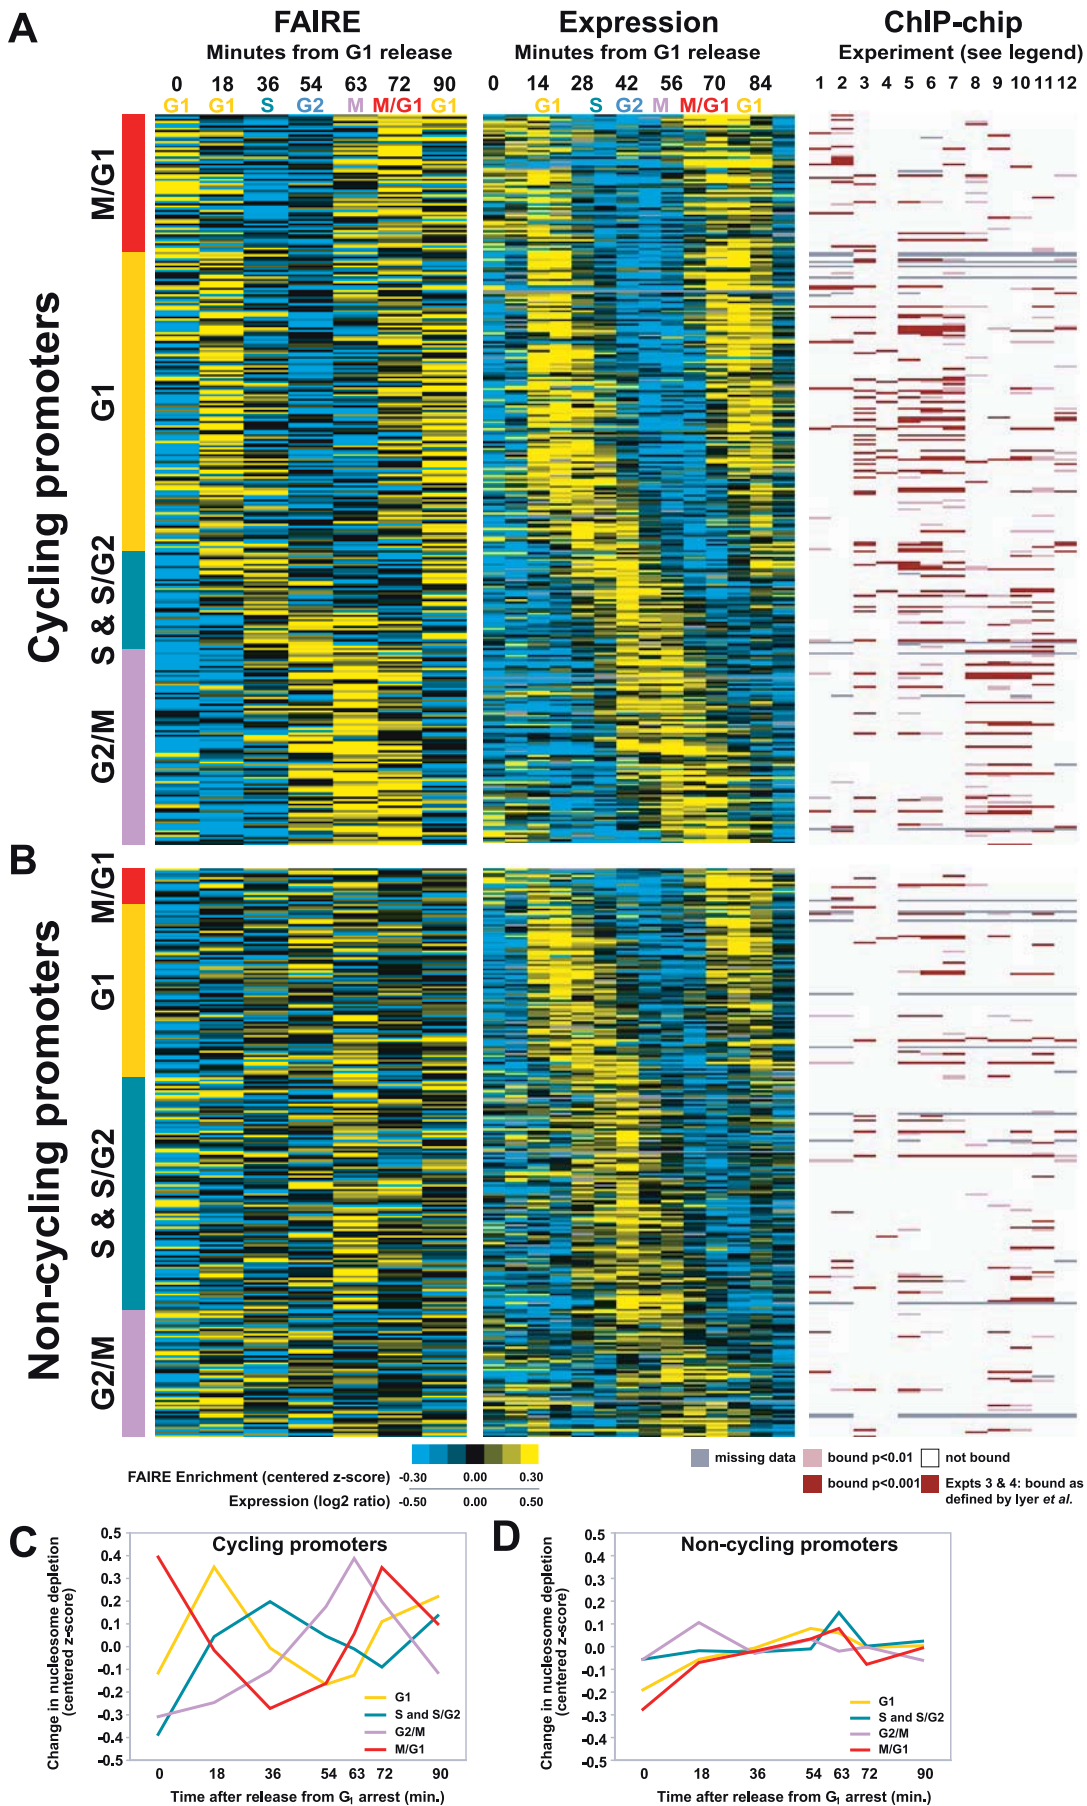 A
FAIRE
Expression
ChIP-chip
Minutes from G1 release
Minutes from G1 release
Experiment (see legend)
0 18 36 54 63 72 90
G1 G1 S G2 M M/G1 G1
0 14 28 42 56 70 84
G1 S G2 M M/G1 G1
1 2 3 4 5 6 7 8 9 10 11 12
Cycling promoters
M/G1
G1
S & S/G2
G2/M
B
Non-cycling promoters
M/G1
G1
S & S/G2
G2/M
FAIRE Enrichment (centered z-score)
-0.30 0.00 0.30
Expression (log2 ratio)
-0.50 0.00 0.50
missing data
bound p<0.01
not bound
bound p<0.001
Expts 3 & 4: bound as
defined by Iyer et al.
C
Cycling promoters
Change in nucleosome depletion
(centered z-score)
0.5
0.4
0.3
0.2
0.1
0.0
-0.1
-0.2
-0.3
-0.4
-0.5
G1
S and S/G2
G2/M
M/G1
0 18 36 54 63 72 90
Time after release from G1 arrest (min.)
D
Non-cycling promoters
Change in nucleosome depletion
(centered z-score)
0.5
0.4
0.3
0.2
0.1
0.0
-0.1
-0.2
-0.3
-0.4
-0.5
G1
S and S/G2
G2/M
M/G1
0 18 36 54 63 72 90
Time after release from G1 arrest (min.)